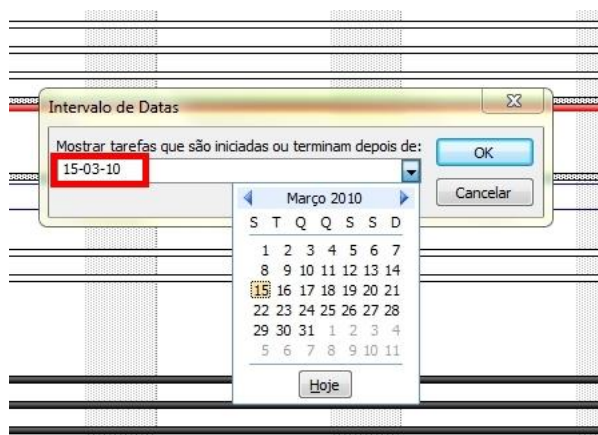 Intervalo de Datas
Mostrar tarefas que são iniciadas ou terminam depois de:
15-03-10
OK
Cancelar
Março 2010
S T Q Q S S D
1 2 3 4 5 6 7
8 9 10 11 12 13 14
15 16 17 18 19 20 21
22 23 24 25 26 27 28
29 30 31 1 2 3 4
5 6 7 8 9 10 11
Hoje